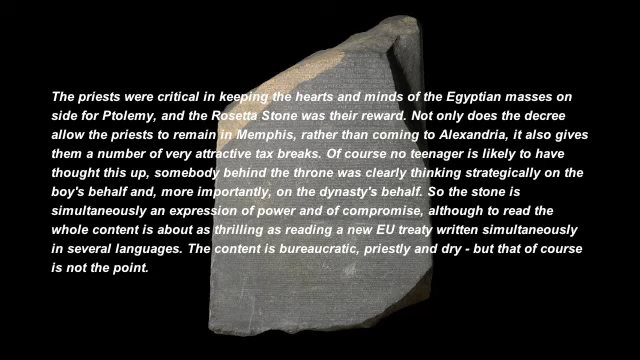 The priests were critical in keeping the hearts and minds of the Egyptian masses on
side for Ptolemy, and the Rosetta Stone was their reward. Not only does the decree
allow the priests to remain in Memphis, rather than coming to Alexandria, it also gives
them a number of very attractive tax breaks. Of course no teenager is likely to have
thought this up, somebody behind the throne was clearly thinking strategically on the
boy's behalf and, more importantly, on the dynasty's behalf. So the stone is
simultaneously an expression of power and of compromise, although to read the
whole content is about as thrilling as reading a new EU treaty written simultaneously
in several languages. The content is bureaucratic, priestly and dry - but that of course
is not the point.